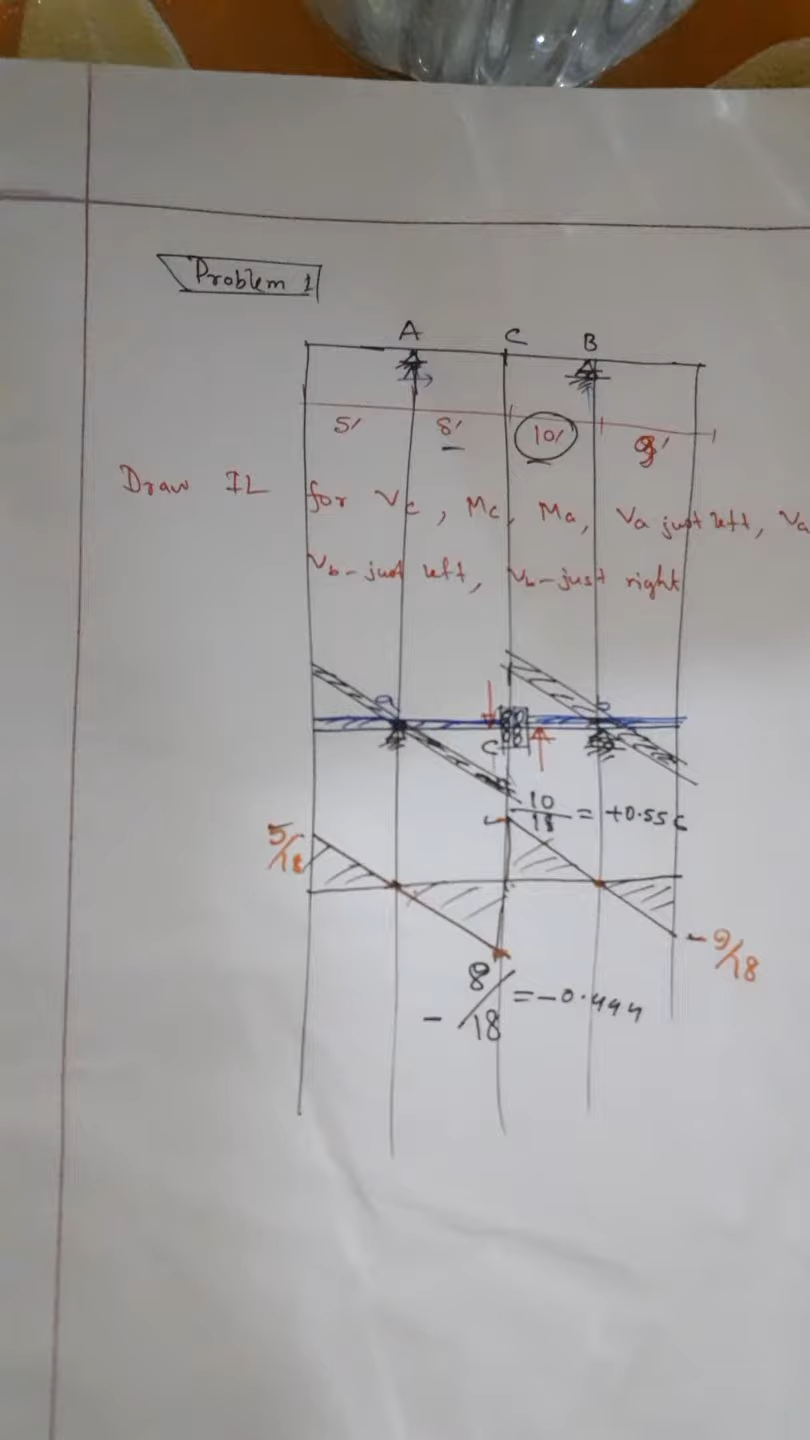 Problem 1
A C B
5' 8' 10' 9'
Draw IL for Vc, Mc, Ma, Va just left, Va
Vb-just left, Vb-just right
a b
C
10/18 = +0.55
5/18
-9/18
-8/18 = -0.444